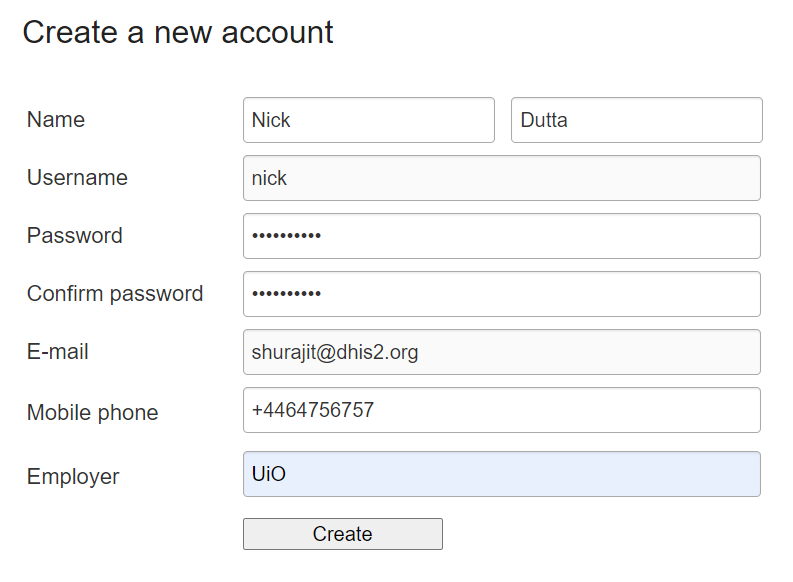 Create a new account
Name Nick Dutta
Username nick
Password ••••••••••
Confirm password ••••••••••
E-mail shurajit@dhis2.org
Mobile phone +4464756757
Employer UiO
Create